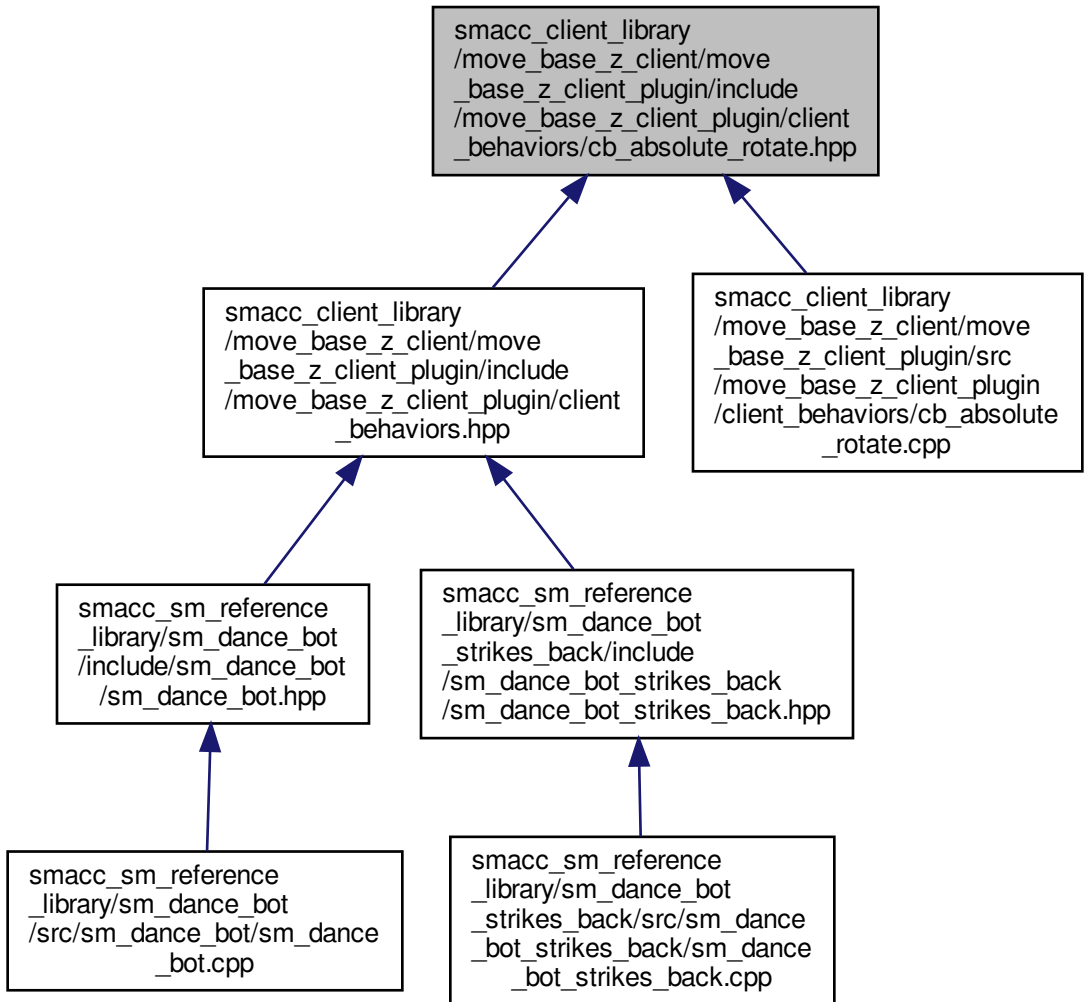 smacc_client_library
/move_base_z_client/move
_base_z_client_plugin/include
/move_base_z_client_plugin/client
_behaviors/cb_absolute_rotate.hpp
smacc_client_library
/move_base_z_client/move
_base_z_client_plugin/include
/move_base_z_client_plugin/client
_behaviors.hpp
smacc_client_library
/move_base_z_client/move
_base_z_client_plugin/src
/move_base_z_client_plugin
/client_behaviors/cb_absolute
_rotate.cpp
smacc_sm_reference
_library/sm_dance_bot
/include/sm_dance_bot
/sm_dance_bot.hpp
smacc_sm_reference
_library/sm_dance_bot
_strikes_back/include
/sm_dance_bot_strikes_back
/sm_dance_bot_strikes_back.hpp
smacc_sm_reference
_library/sm_dance_bot
/src/sm_dance_bot/sm_dance
_bot.cpp
smacc_sm_reference
_library/sm_dance_bot
_strikes_back/src/sm_dance
_bot_strikes_back/sm_dance
_bot_strikes_back.cpp